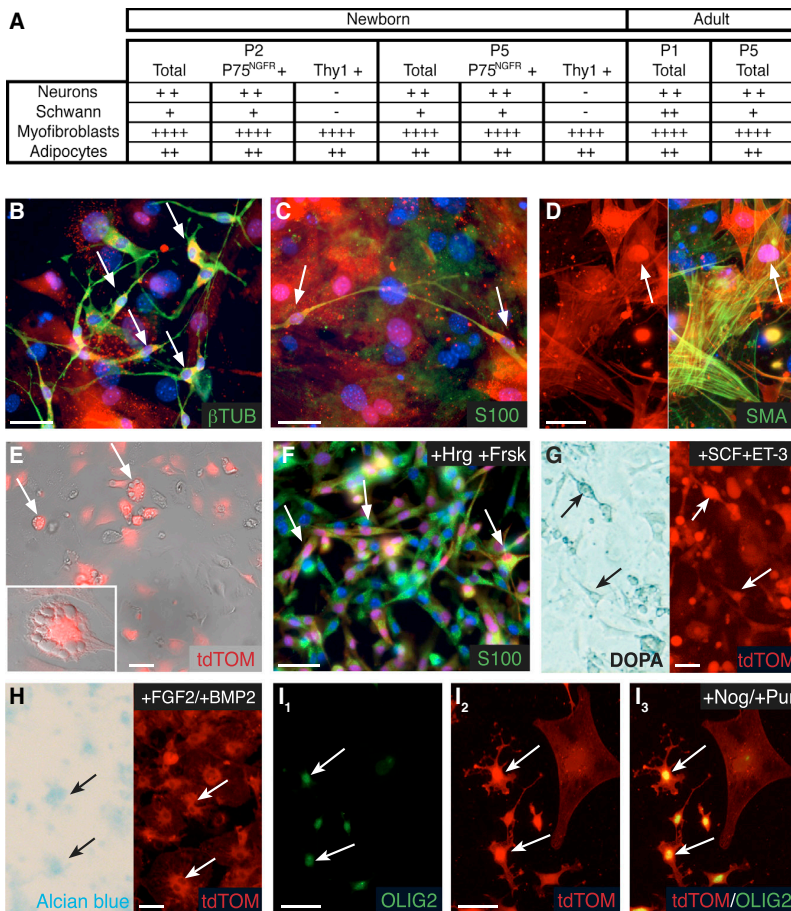 A
Newborn Adult
P2 P5 P1 P5
Total P75NGFR + Thy1 + Total P75NGFR + Thy1 + Total Total
Neurons ++ ++ - ++ ++ - ++ ++
Schwann + + - + + - ++ +
Myofibroblasts ++++ ++++ ++++ ++++ ++++ ++++ ++++ ++++
Adipocytes ++ ++ ++ ++ ++ ++ ++ ++
B βTUB
C S100
D SMA
E tdTOM
F +Hrg +Frsk S100
G +SCF+ET-3 DOPA tdTOM
H +FGF2/+BMP2 Alcian blue tdTOM
I1 OLIG2
I2 tdTOM
I3 +Nog/+Pur tdTOM/OLIG2